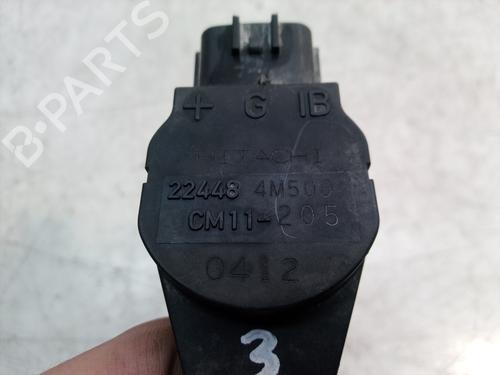 B-PARTS
+ G IB
HITACHI
22448 4M500
CM11-205
0412
3